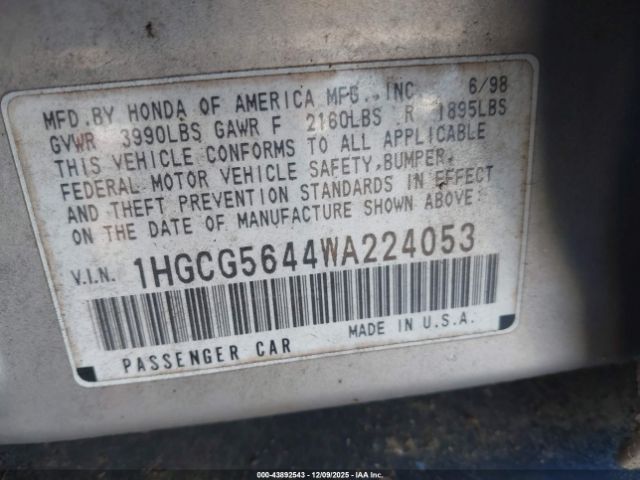 MFD. BY HONDA OF AMERICA MFG., INC. 6/98
GVWR 3990LBS GAWR F 2160LBS R 1895LBS
THIS VEHICLE CONFORMS TO ALL APPLICABLE
FEDERAL MOTOR VEHICLE SAFETY, BUMPER,
AND THEFT PREVENTION STANDARDS IN EFFECT
ON THE DATE OF MANUFACTURE SHOWN ABOVE.
V.I.N. 1HGCG5644WA224053
PASSENGER CAR MADE IN U.S.A.
000-43892543 | 12/09/2025 | IAA Inc.